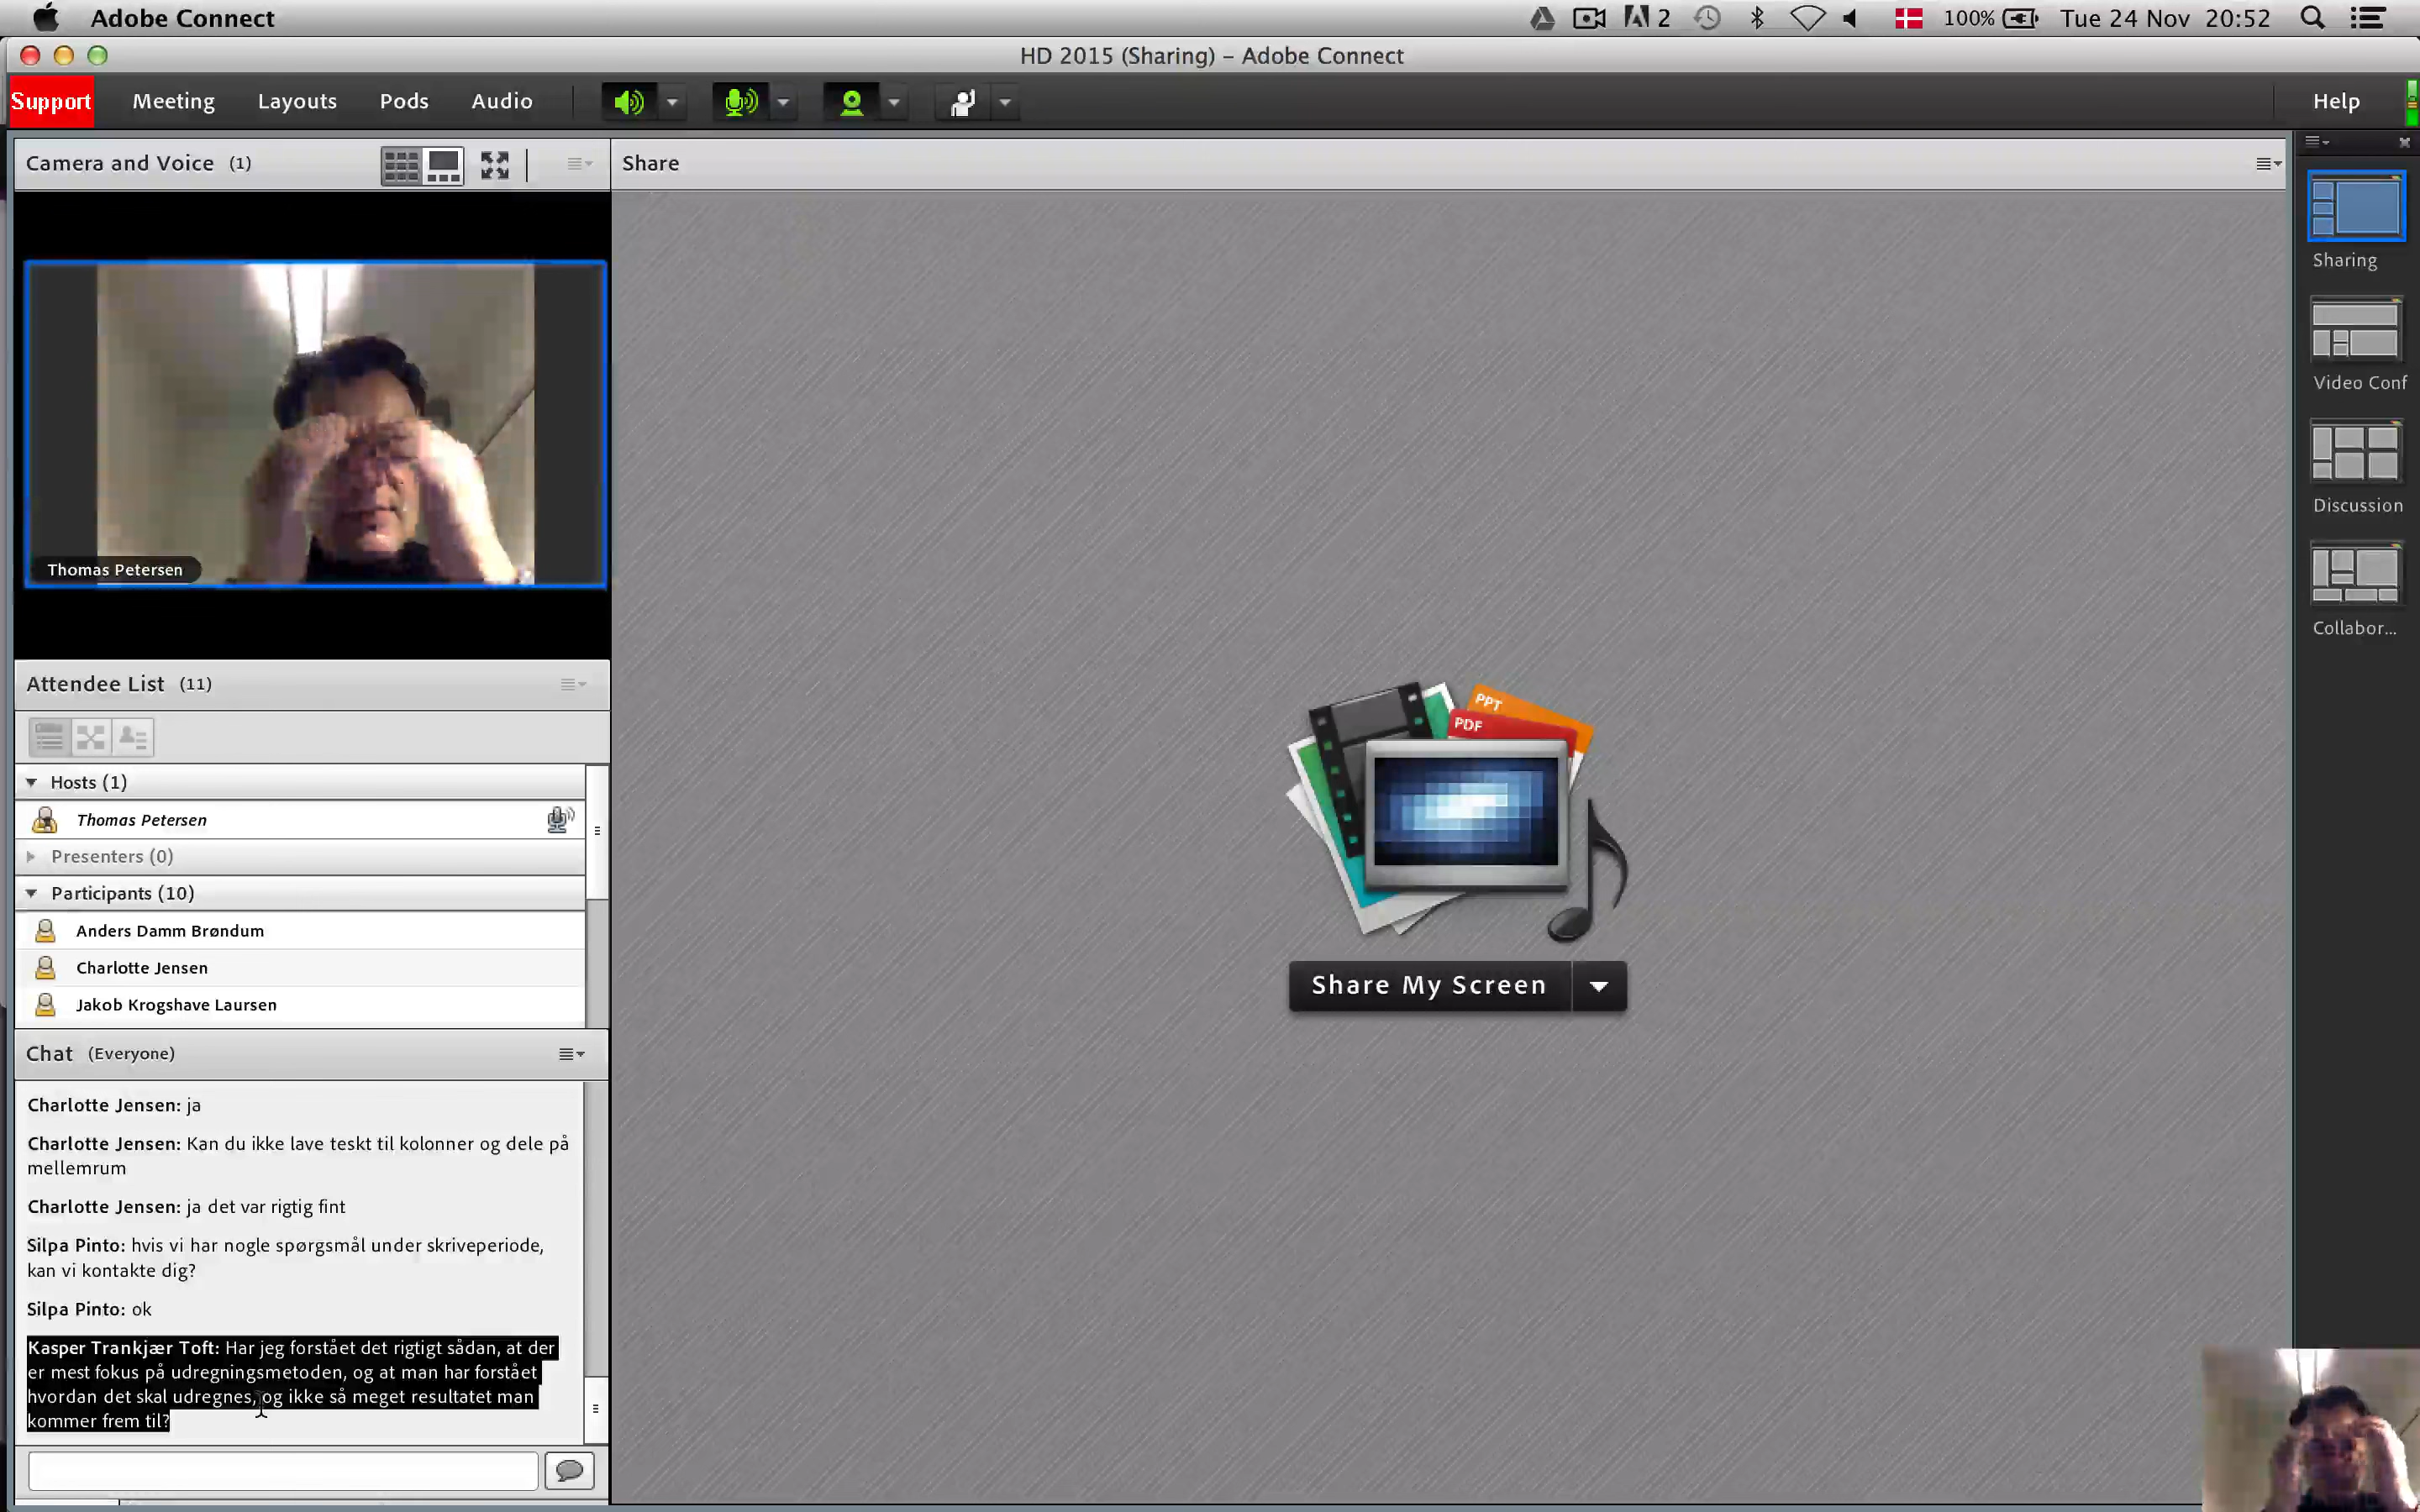 Adobe Connect
2
100%
Tue 24 Nov 20:52
HD 2015 (Sharing) – Adobe Connect
Support
Meeting
Layouts
Pods
Audio
Help
Camera and Voice (1)
Share
Thomas Petersen
Sharing
Video Conf
Discussion
Collabor...
Attendee List (11)
Hosts (1)
Thomas Petersen
Presenters (0)
Participants (10)
Anders Damm Brøndum
Charlotte Jensen
Jakob Krogshave Laursen
PPT
PDF
Share My Screen
Chat (Everyone)
Charlotte Jensen: ja
Charlotte Jensen: Kan du ikke lave teskt til kolonner og dele på
mellemrum
Charlotte Jensen: ja det var rigtig fint
Silpa Pinto: hvis vi har nogle spørgsmål under skriveperiode,
kan vi kontakte dig?
Silpa Pinto: ok
Kasper Trankjær Toft: Har jeg forstået det rigtigt sådan, at der
er mest fokus på udregningsmetoden, og at man har forstået
hvordan det skal udregnes, og ikke så meget resultatet man
kommer frem til?